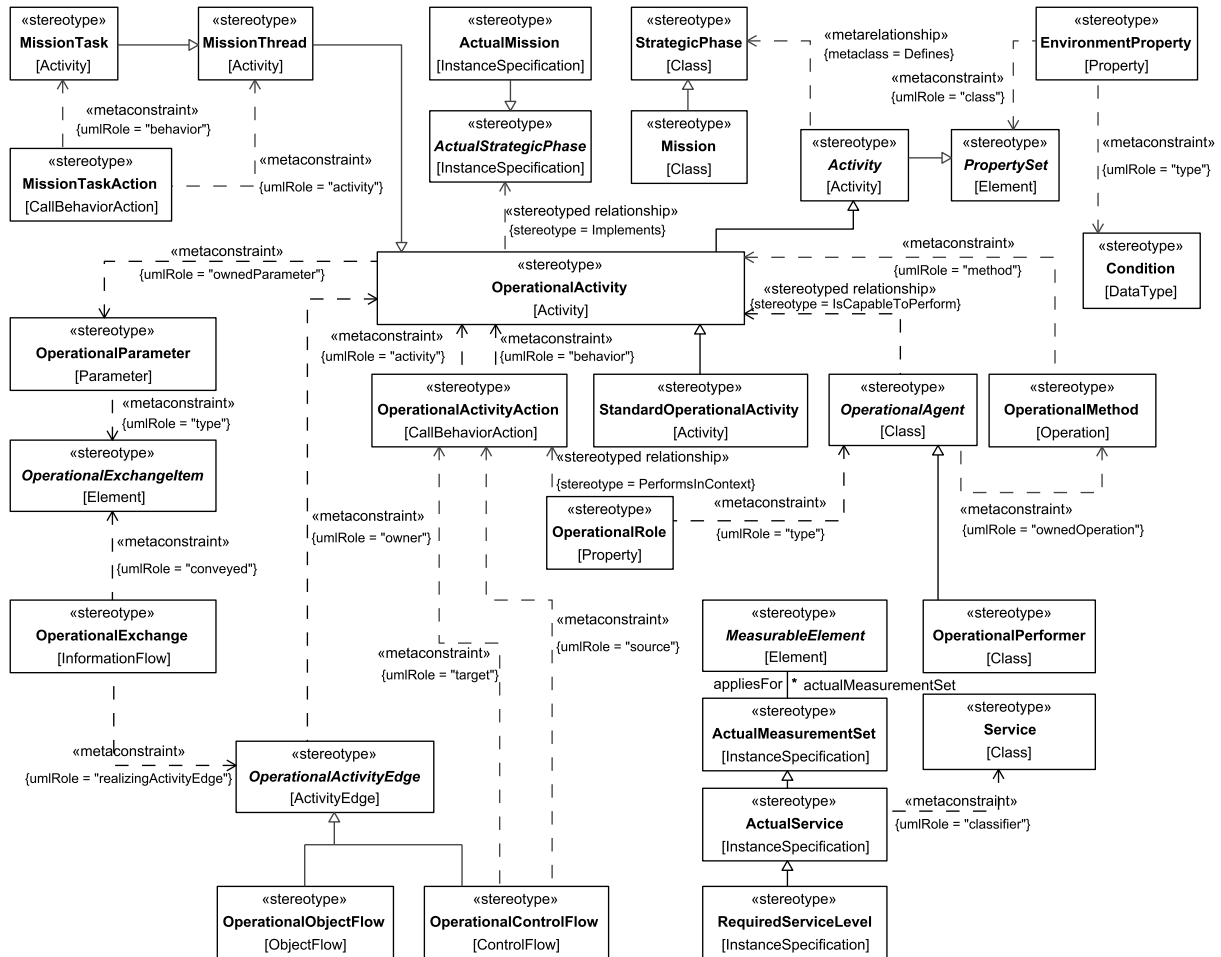 «stereotype»
MissionTask
[Activity]
«stereotype»
MissionThread
[Activity]
«stereotype»
ActualMission
[InstanceSpecification]
«stereotype»
StrategicPhase
[Class]
«metarelationship»
{metaclass = Defines}
«stereotype»
EnvironmentProperty
[Property]
«metaconstraint»
{umlRole = "class"}
«metaconstraint»
{umlRole = "behavior"}
«stereotype»
ActualStrategicPhase
[InstanceSpecification]
«stereotype»
Mission
[Class]
«stereotype»
Activity
[Activity]
«stereotype»
PropertySet
[Element]
«metaconstraint»
{umlRole = "type"}
«stereotype»
MissionTaskAction
[CallBehaviorAction]
«metaconstraint»
{umlRole = "activity"}
«stereotyped relationship»
{stereotype = Implements}
«stereotype»
Condition
[DataType]
«metaconstraint»
{umlRole = "ownedParameter"}
«stereotype»
OperationalActivity
[Activity]
«metaconstraint»
{umlRole = "method"}
«stereotyped relationship»
{stereotype = IsCapableToPerform}
«stereotype»
OperationalParameter
[Parameter]
«metaconstraint»
{umlRole = "activity"}
«metaconstraint»
{umlRole = "behavior"}
«stereotype»
OperationalActivityAction
[CallBehaviorAction]
«stereotype»
StandardOperationalActivity
[Activity]
«stereotype»
OperationalAgent
[Class]
«stereotype»
OperationalMethod
[Operation]
«metaconstraint»
{umlRole = "type"}
«stereotype»
OperationalExchangeItem
[Element]
«stereotyped relationship»
{stereotype = PerformsInContext}
«stereotype»
OperationalRole
[Property]
«metaconstraint»
{umlRole = "type"}
«metaconstraint»
{umlRole = "ownedOperation"}
«metaconstraint»
{umlRole = "owner"}
«metaconstraint»
{umlRole = "conveyed"}
«stereotype»
OperationalExchange
[InformationFlow]
«metaconstraint»
{umlRole = "target"}
«metaconstraint»
{umlRole = "source"}
«stereotype»
MeasurableElement
[Element]
«stereotype»
OperationalPerformer
[Class]
appliesFor * actualMeasurementSet
«stereotype»
ActualMeasurementSet
[InstanceSpecification]
«stereotype»
Service
[Class]
«metaconstraint»
{umlRole = "realizingActivityEdge"}
«stereotype»
OperationalActivityEdge
[ActivityEdge]
«stereotype»
ActualService
[InstanceSpecification]
«metaconstraint»
{umlRole = "classifier"}
«stereotype»
OperationalObjectFlow
[ObjectFlow]
«stereotype»
OperationalControlFlow
[ControlFlow]
«stereotype»
RequiredServiceLevel
[InstanceSpecification]